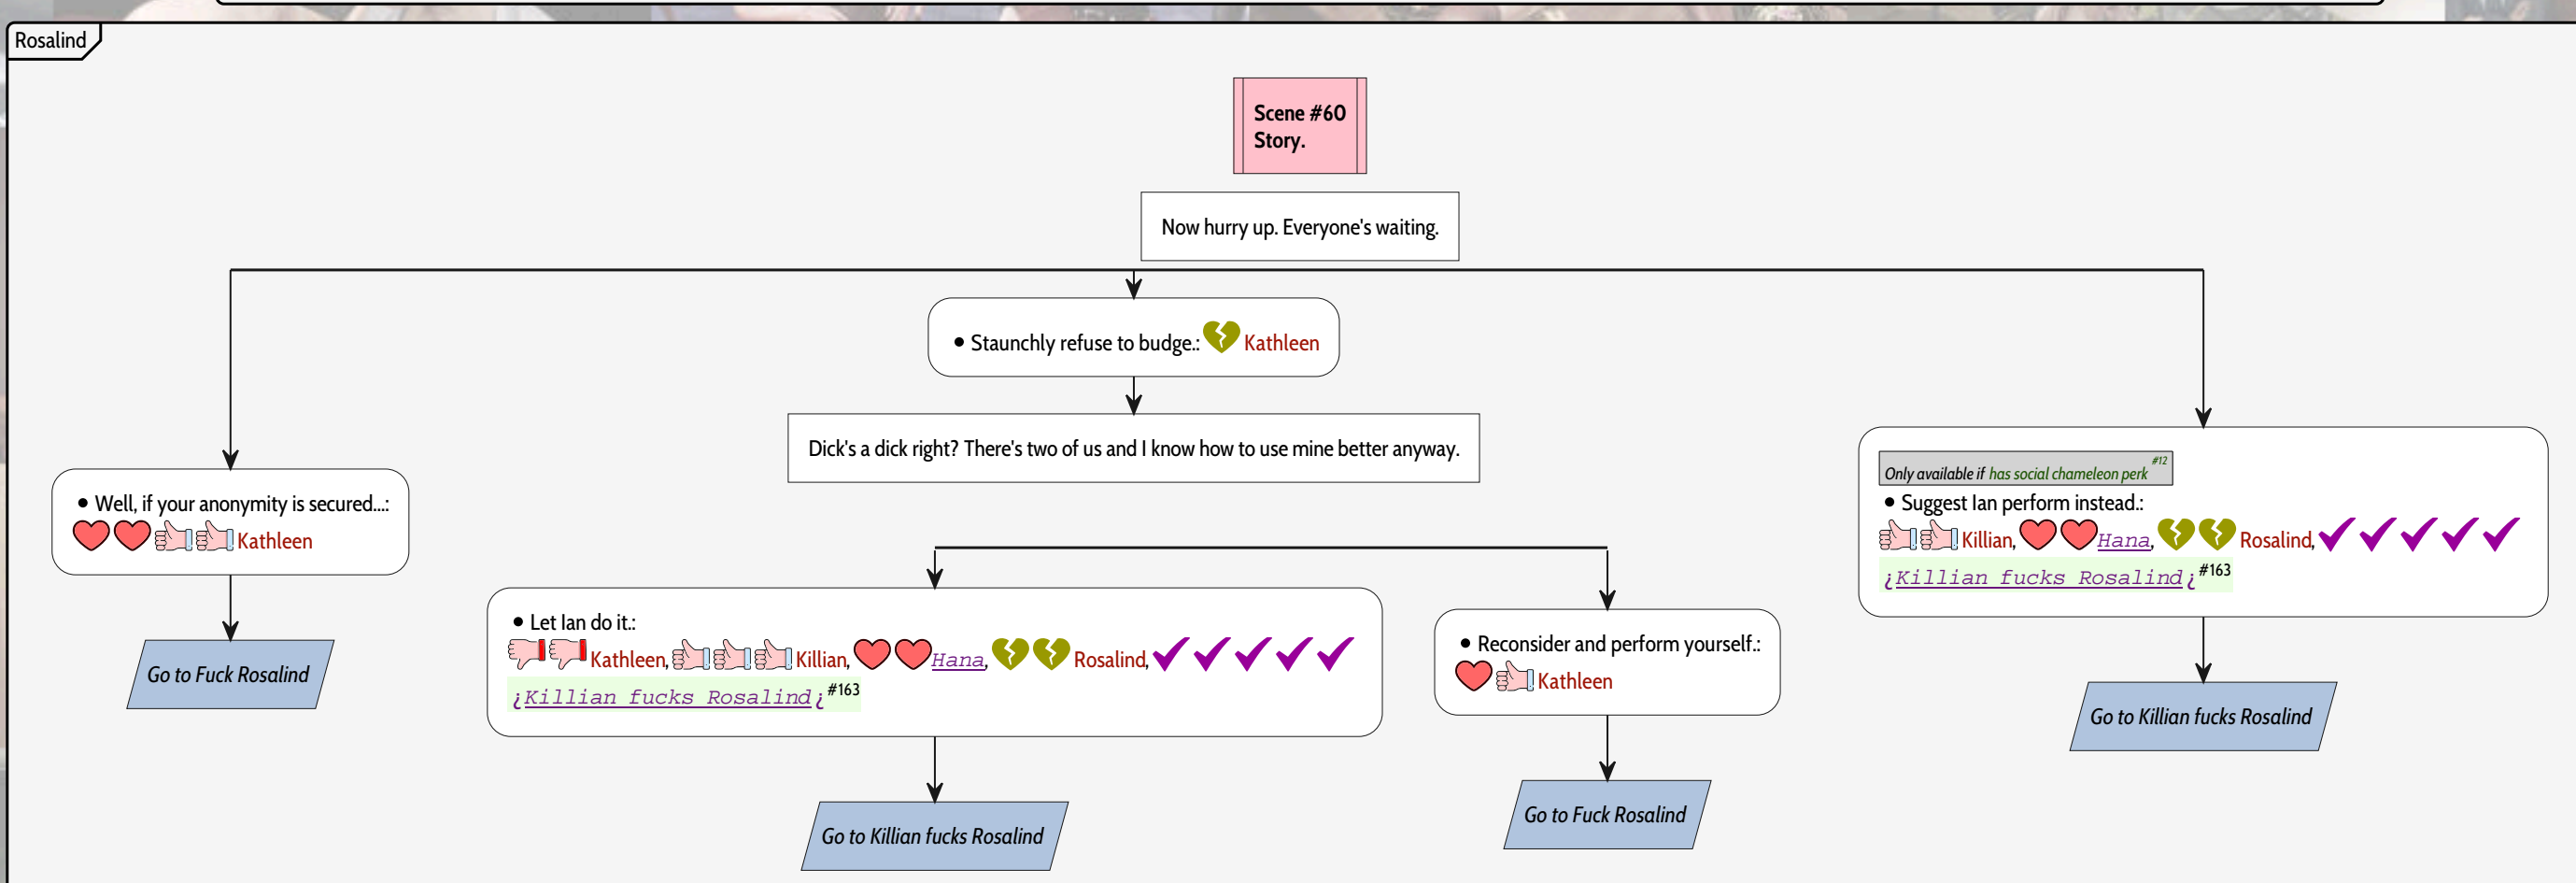 Rosalind
Scene #60
Story.
Now hurry up. Everyone's waiting.
• Staunchly refuse to budge.: Kathleen
Dick's a dick right? There's two of us and I know how to use mine better anyway.
• Well, if your anonymity is secured...:
Kathleen
Go to Fuck Rosalind
• Let Ian do it.:
Kathleen, Killian, Hana, Rosalind,
¿Killian fucks Rosalind¿ #163
Go to Killian fucks Rosalind
• Reconsider and perform yourself.:
Kathleen
Go to Fuck Rosalind
Only available if has social chameleon perk #12
• Suggest Ian perform instead.:
Killian, Hana, Rosalind,
¿Killian fucks Rosalind¿ #163
Go to Killian fucks Rosalind